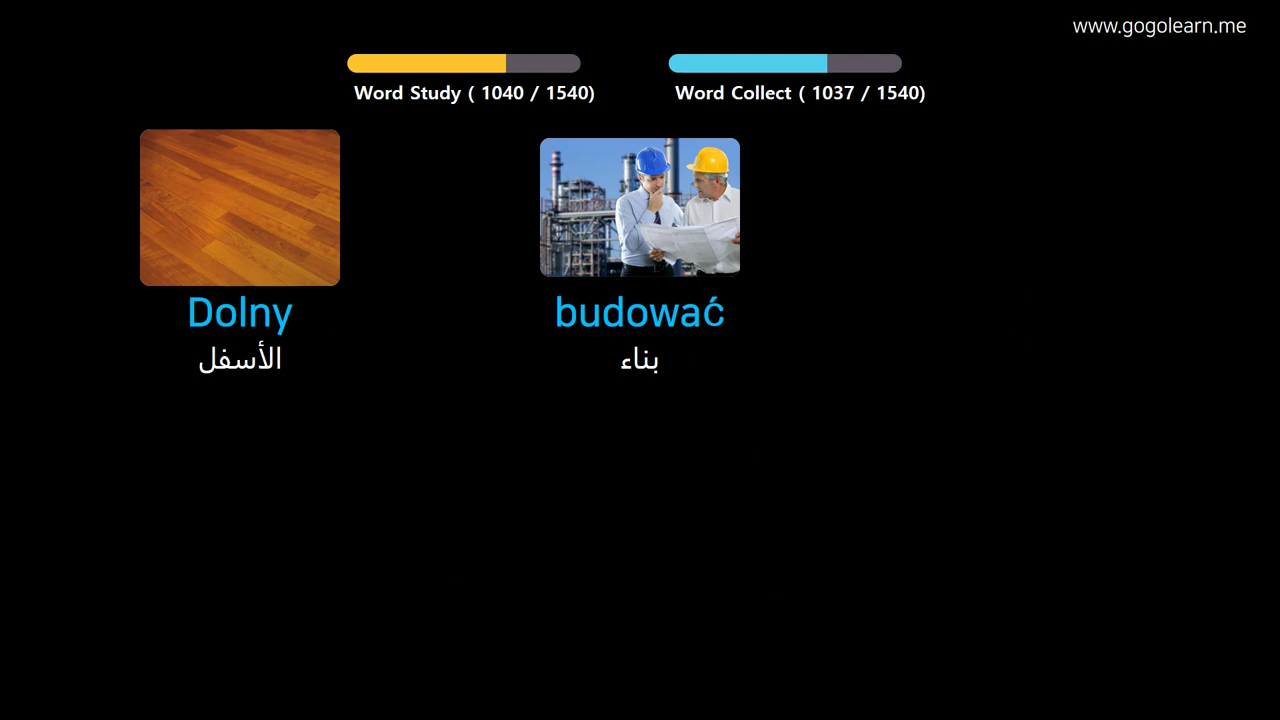 www.gogolearn.me
Word Study ( 1040 / 1540)
Word Collect ( 1037 / 1540)
Dolny
الأسفل
budować
بناء